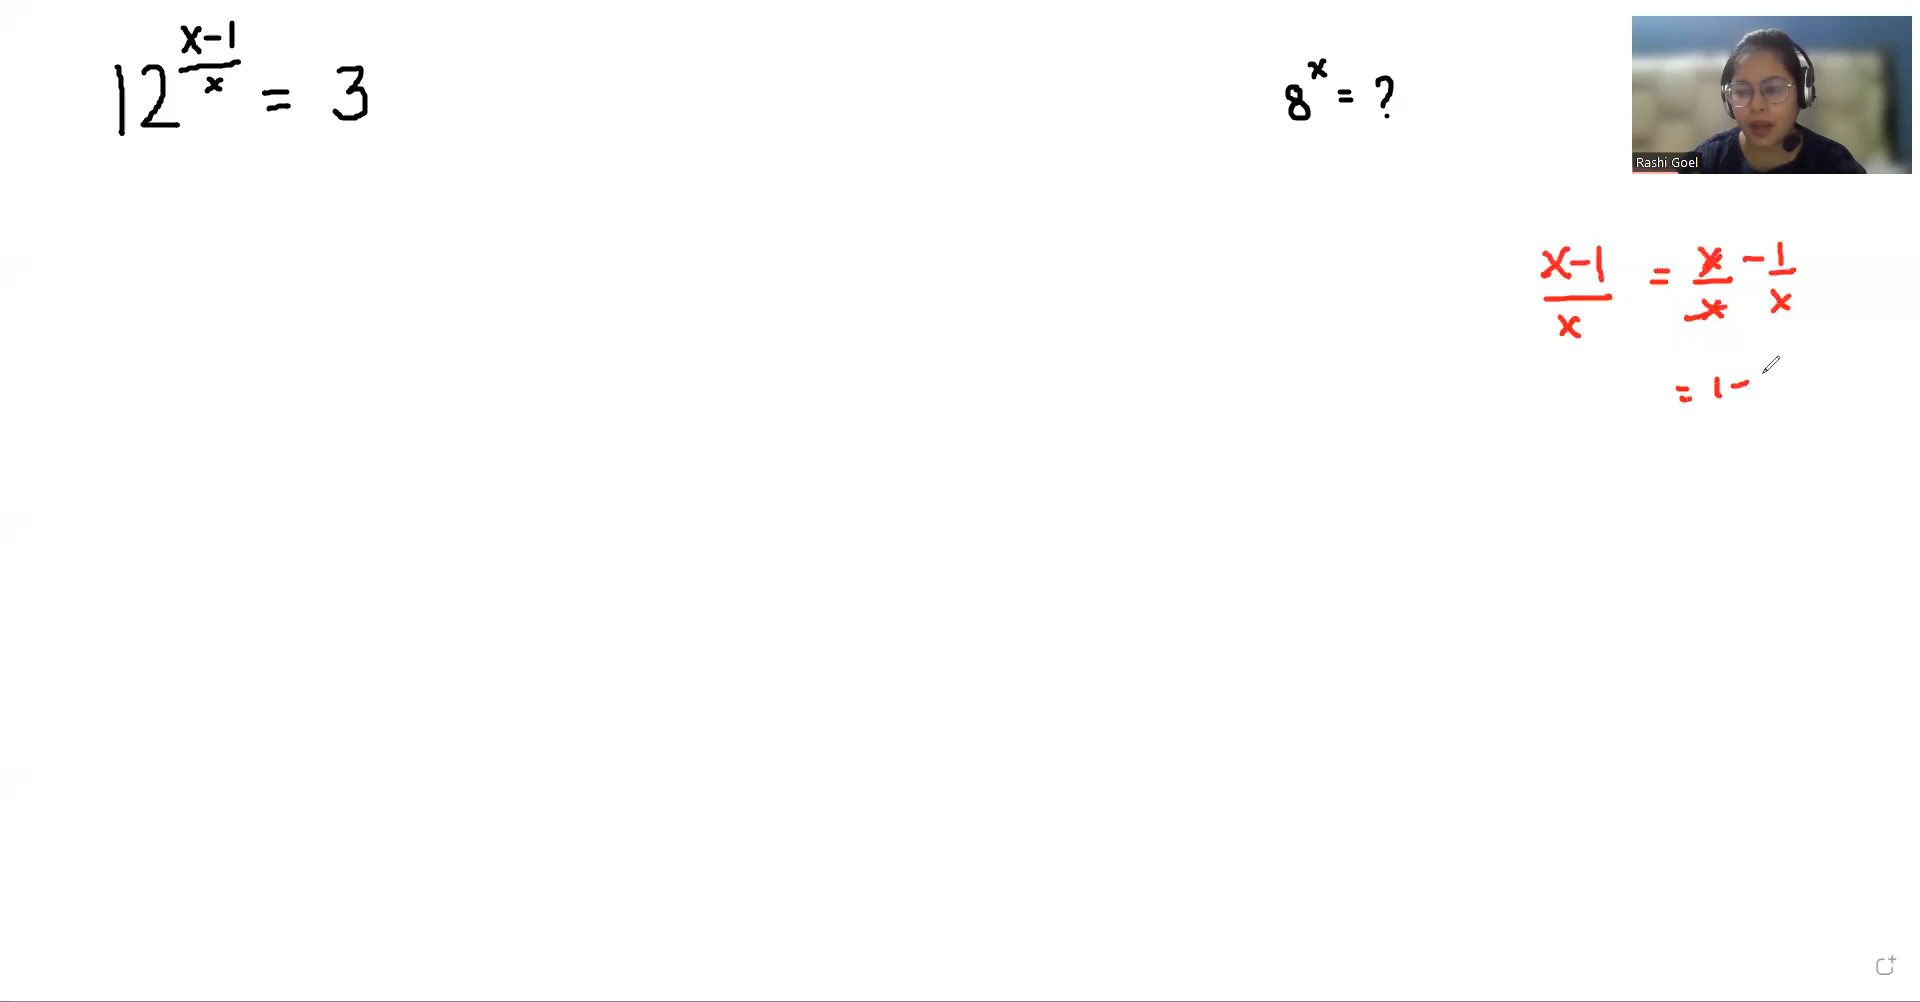 12^((x-1)/x) = 3
8^x = ?
Rashi Goel
(x-1)/x = x/x - 1/x
= 1 -